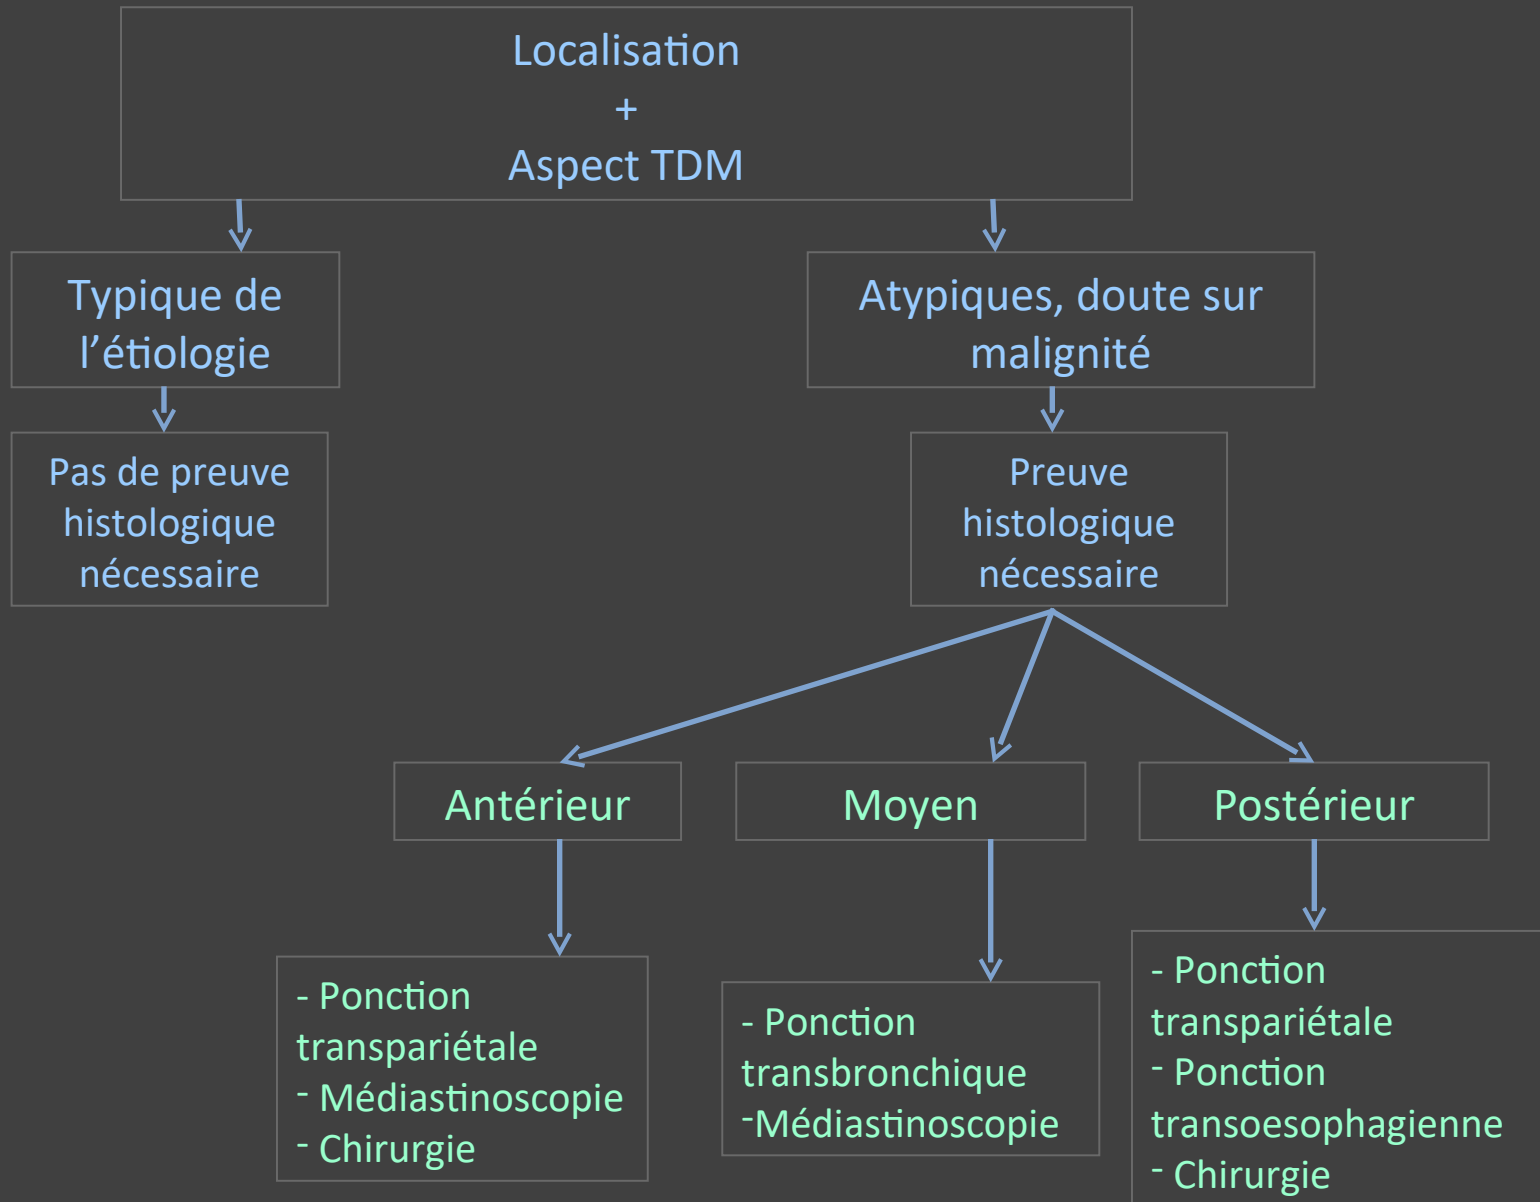 Localisation
+
Aspect TDM
Typique de
l’étiologie
Atypiques, doute sur
malignité
Pas de preuve
histologique
nécessaire
Preuve
histologique
nécessaire
Antérieur
Moyen
Postérieur
- Ponction
transpariétale
- Médiastinoscopie
- Chirurgie
- Ponction
transbronchique
-Médiastinoscopie
- Ponction
transpariétale
- Ponction
transoesophagienne
- Chirurgie